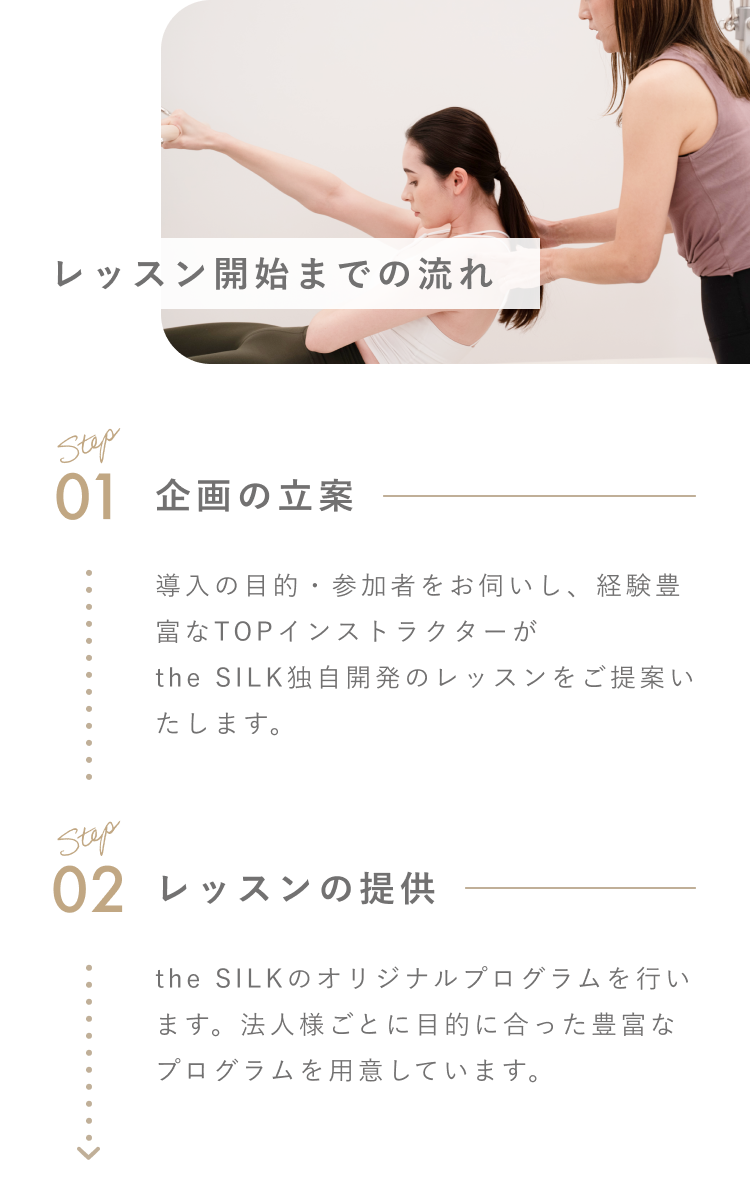 レッスン開始までの流れ
Step
01
企画の立案
導入の目的・参加者をお伺いし、経験豊
富なTOPインストラクターが
the SILK独自開発のレッスンをご提案い
たします。
Step
02
レッスンの提供
the SILKのオリジナルプログラムを行い
ます。法人様ごとに目的に合った豊富な
プログラムを用意しています。